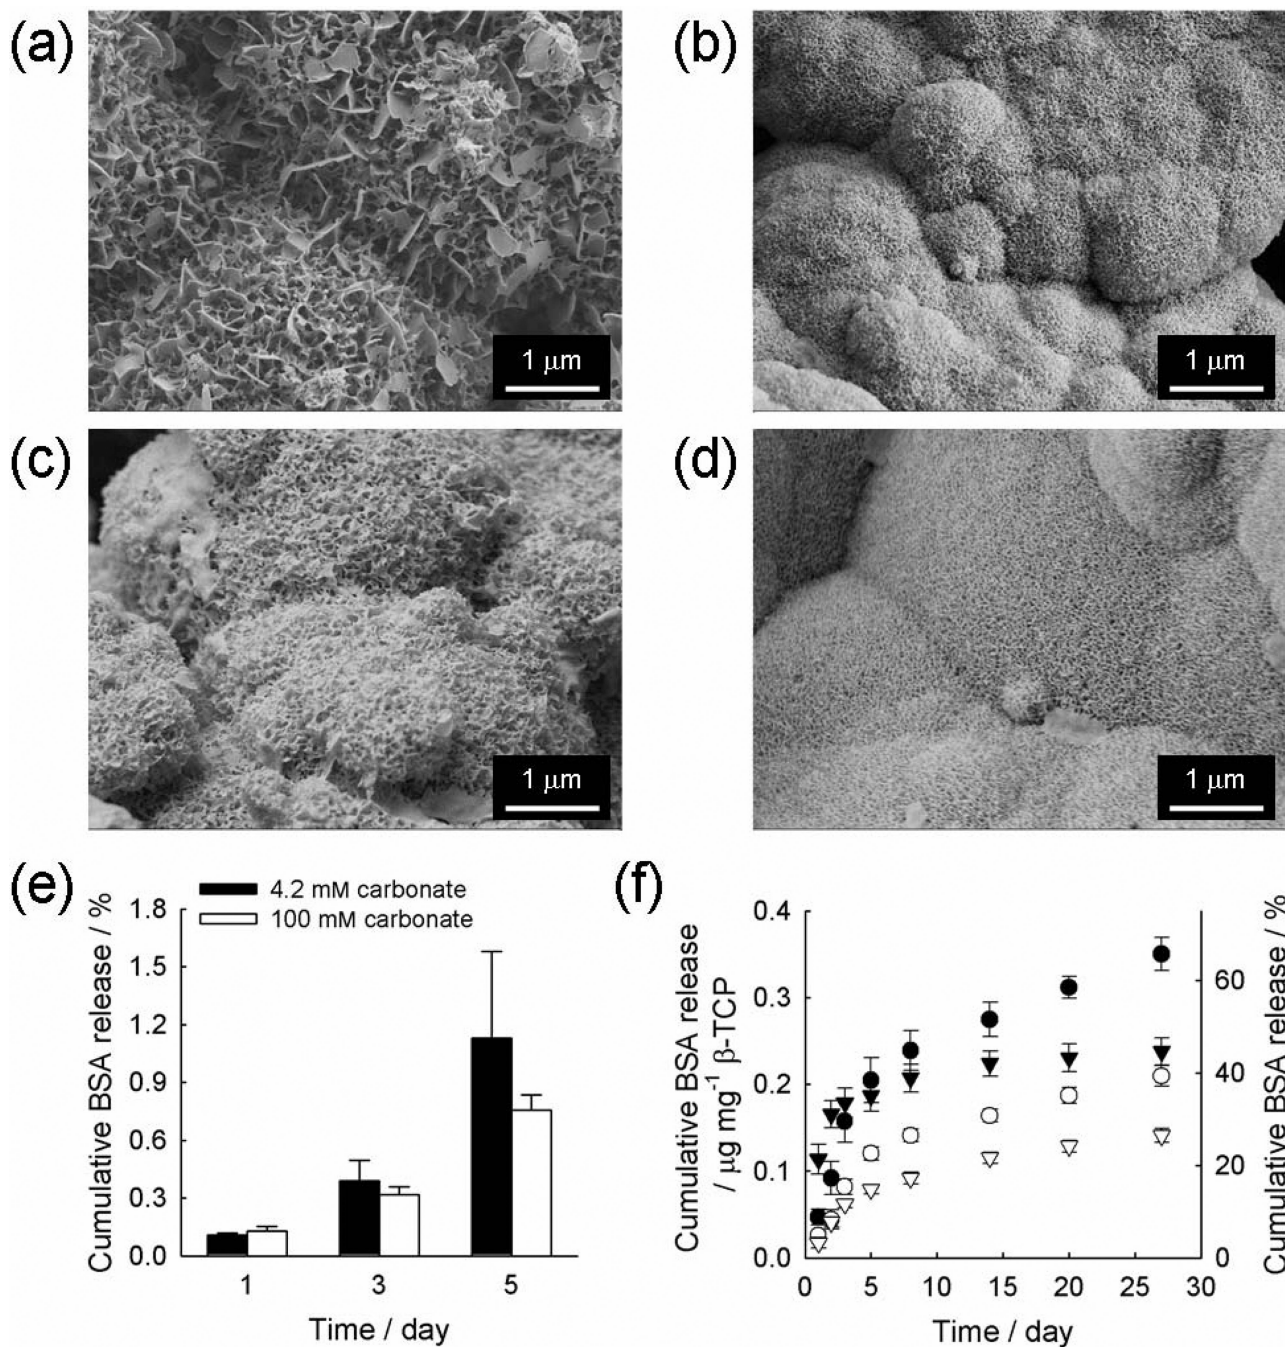 (a)
1 μm
(b)
1 μm
(c)
1 μm
(d)
1 μm
(e)
4.2 mM carbonate
100 mM carbonate
Cumulative BSA release / %
1.8
1.5
1.2
0.9
0.6
0.3
0.0
1 3 5
Time / day
(f)
Cumulative BSA release
/ μg mg⁻¹ β-TCP
0.4
0.3
0.2
0.1
0.0
0 5 10 15 20 25 30
Time / day
60
40
20
0
Cumulative BSA release / %